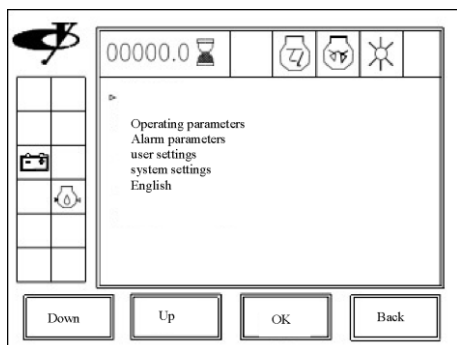 00000.0
Operating parameters
Alarm parameters
user settings
system settings
English
Down
Up
OK
Back